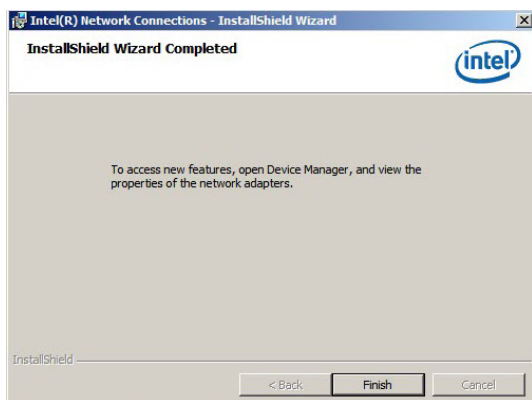 Intel(R) Network Connections - InstallShield Wizard
InstallShield Wizard Completed
intel
To access new features, open Device Manager, and view the
properties of the network adapters.
InstallShield
< Back
Finish
Cancel